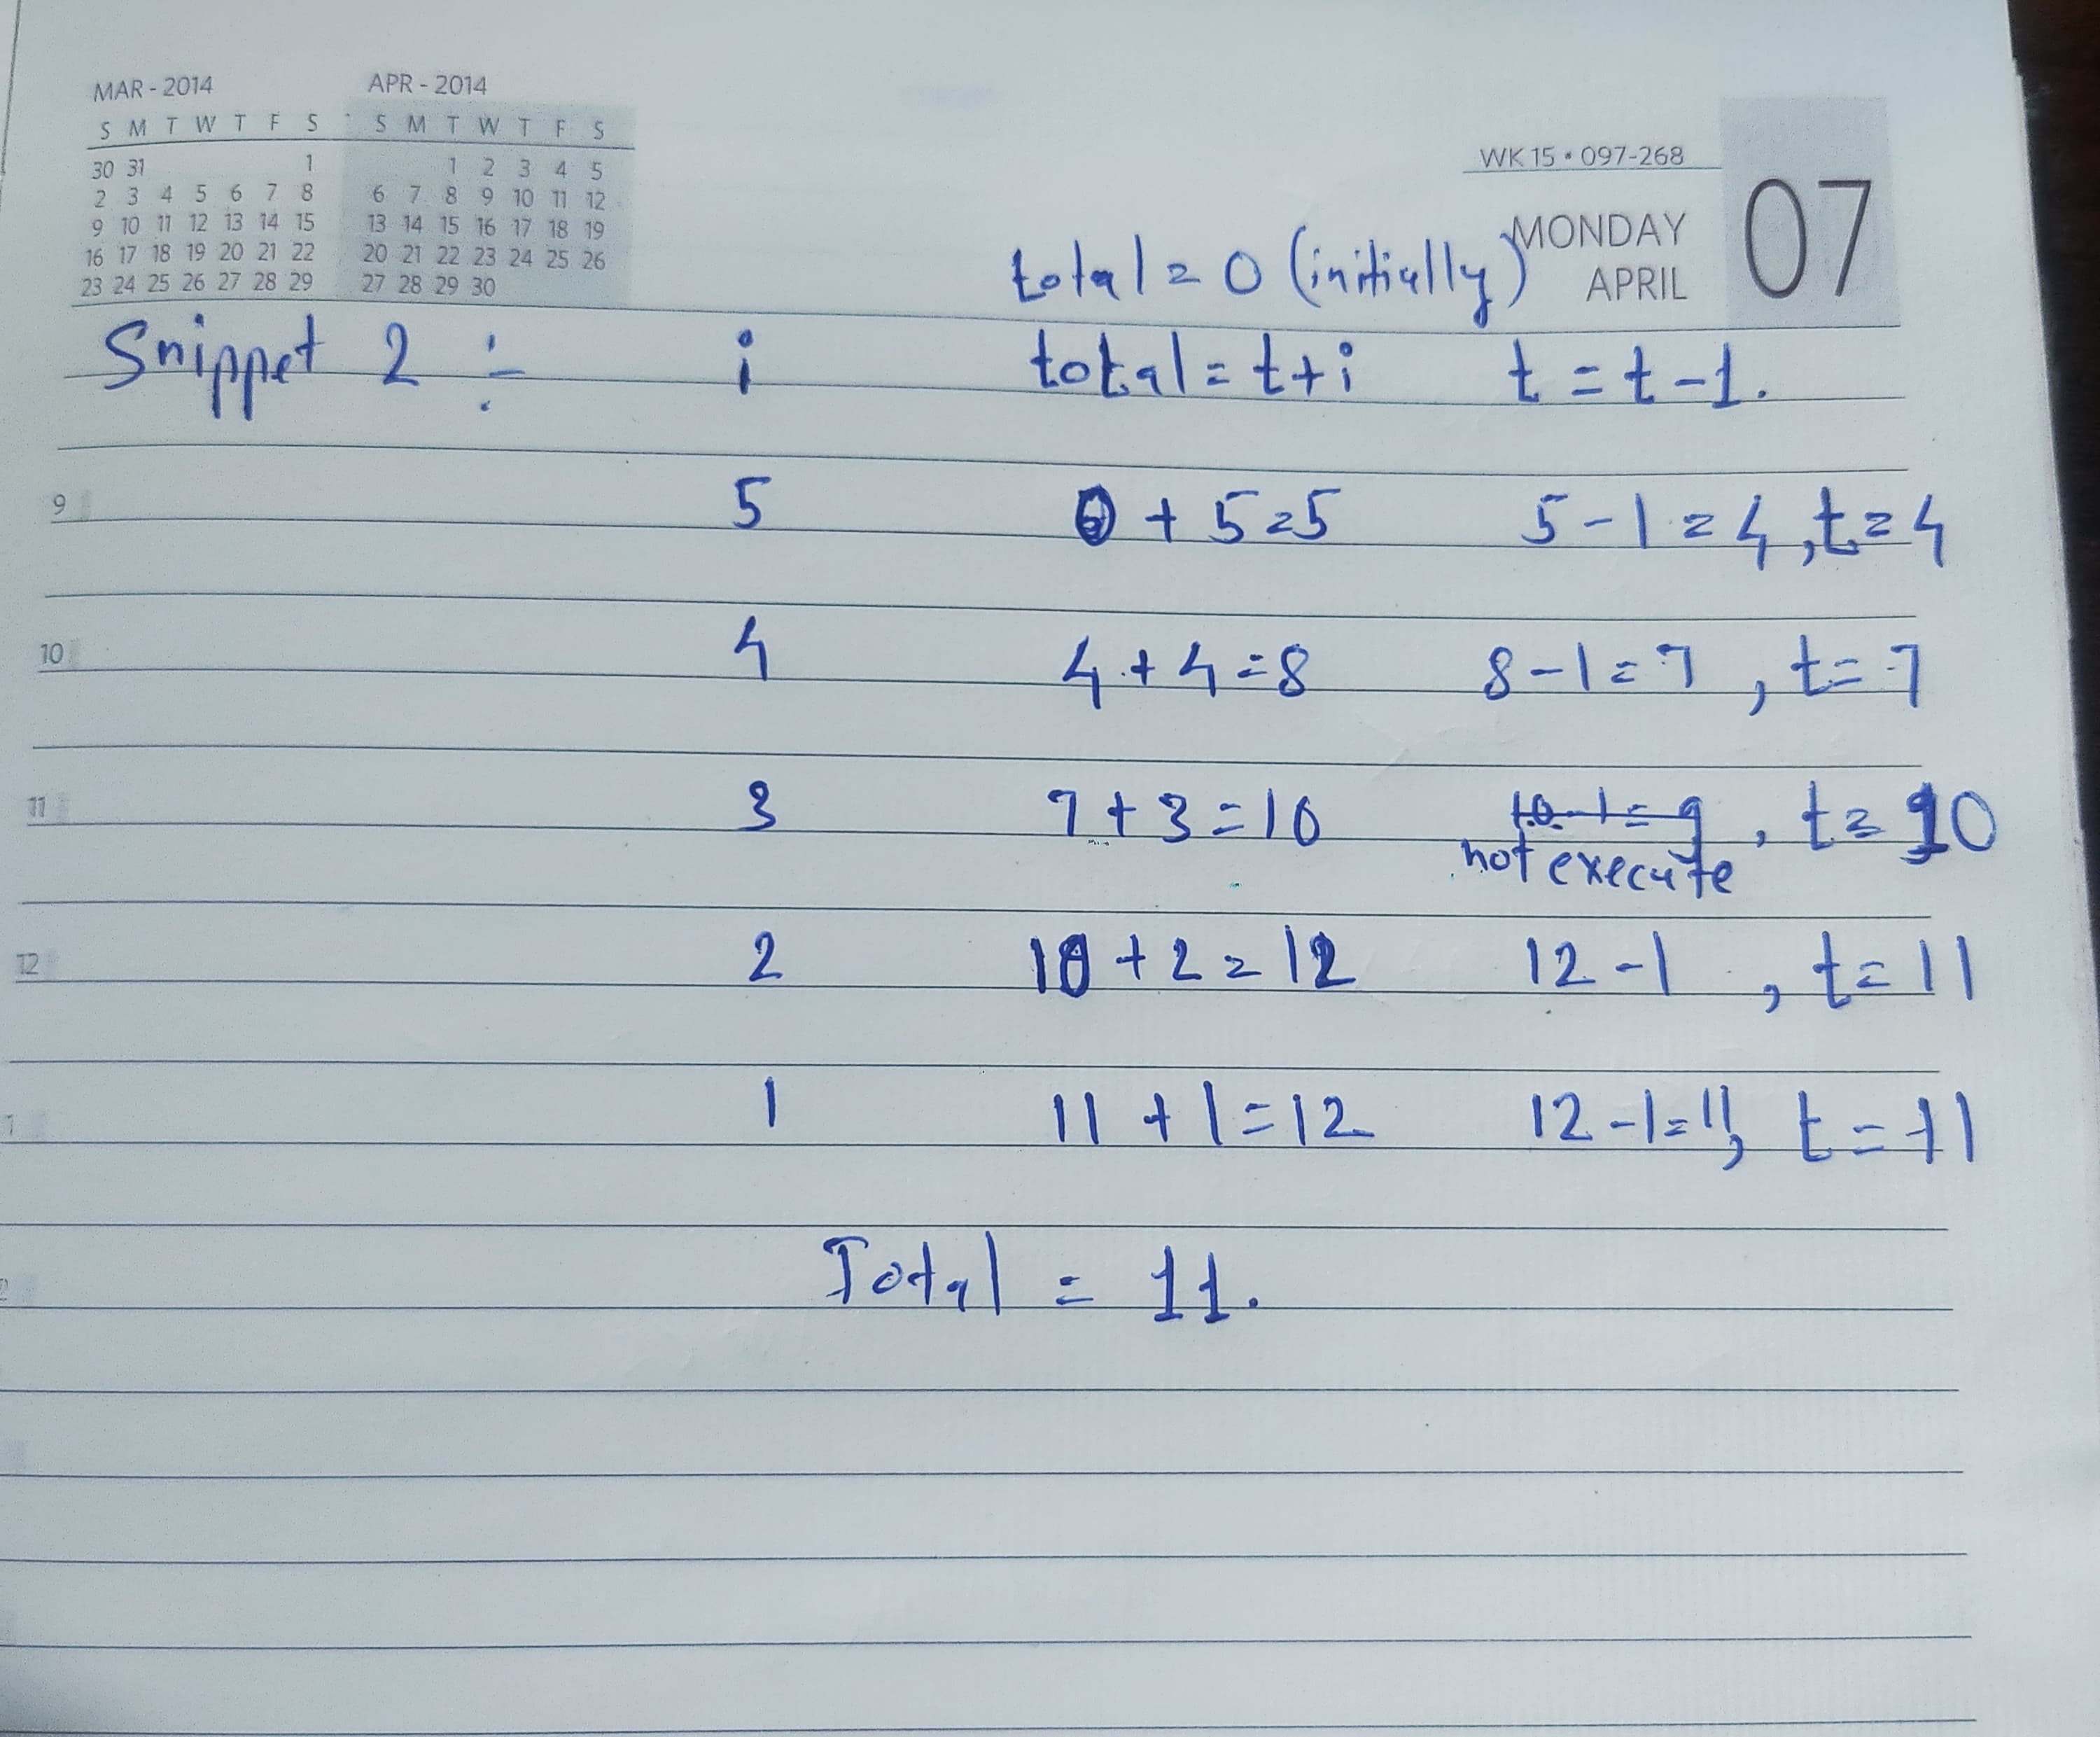 MAR - 2014 APR - 2014
S M T W T F S S M T W T F S
30 31 1 1 2 3 4 5
2 3 4 5 6 7 8 6 7 8 9 10 11 12
9 10 11 12 13 14 15 13 14 15 16 17 18 19
16 17 18 19 20 21 22 20 21 22 23 24 25 26
23 24 25 26 27 28 29 27 28 29 30
WK 15 • 097-268
MONDAY 07
APRIL
total = 0 (initially)
Snippet 2 :- i total = t+i t = t-1.
9 5 0 + 5 = 5 5 - 1 = 4, t = 4
10 4 4 + 4 = 8 8 - 1 = 7, t = 7
11 3 7 + 3 = 10 10 - 1 = 9, t = 10
not execute
12 2 10 + 2 = 12 12 - 1, t = 11
1 1 11 + 1 = 12 12 - 1 = 11, t = 11
2 Total = 11.